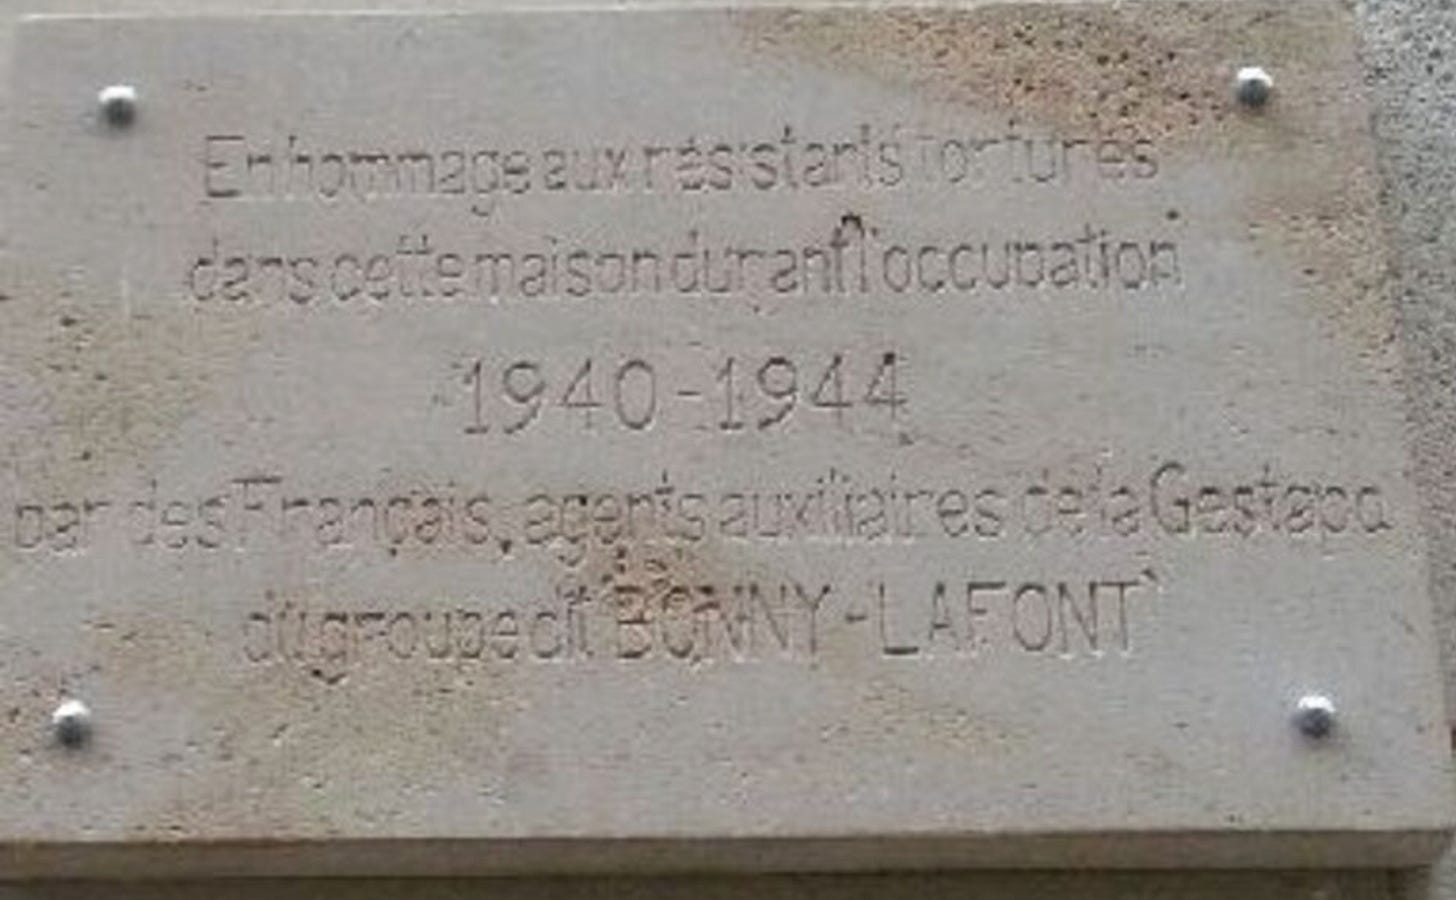 En hommage aux résistants torturés
dans cette maison durant l'occupation
1940-1944
par des Français, agents auxiliaires de la Gestapo
du groupe dit "BONNY-LAFONT"